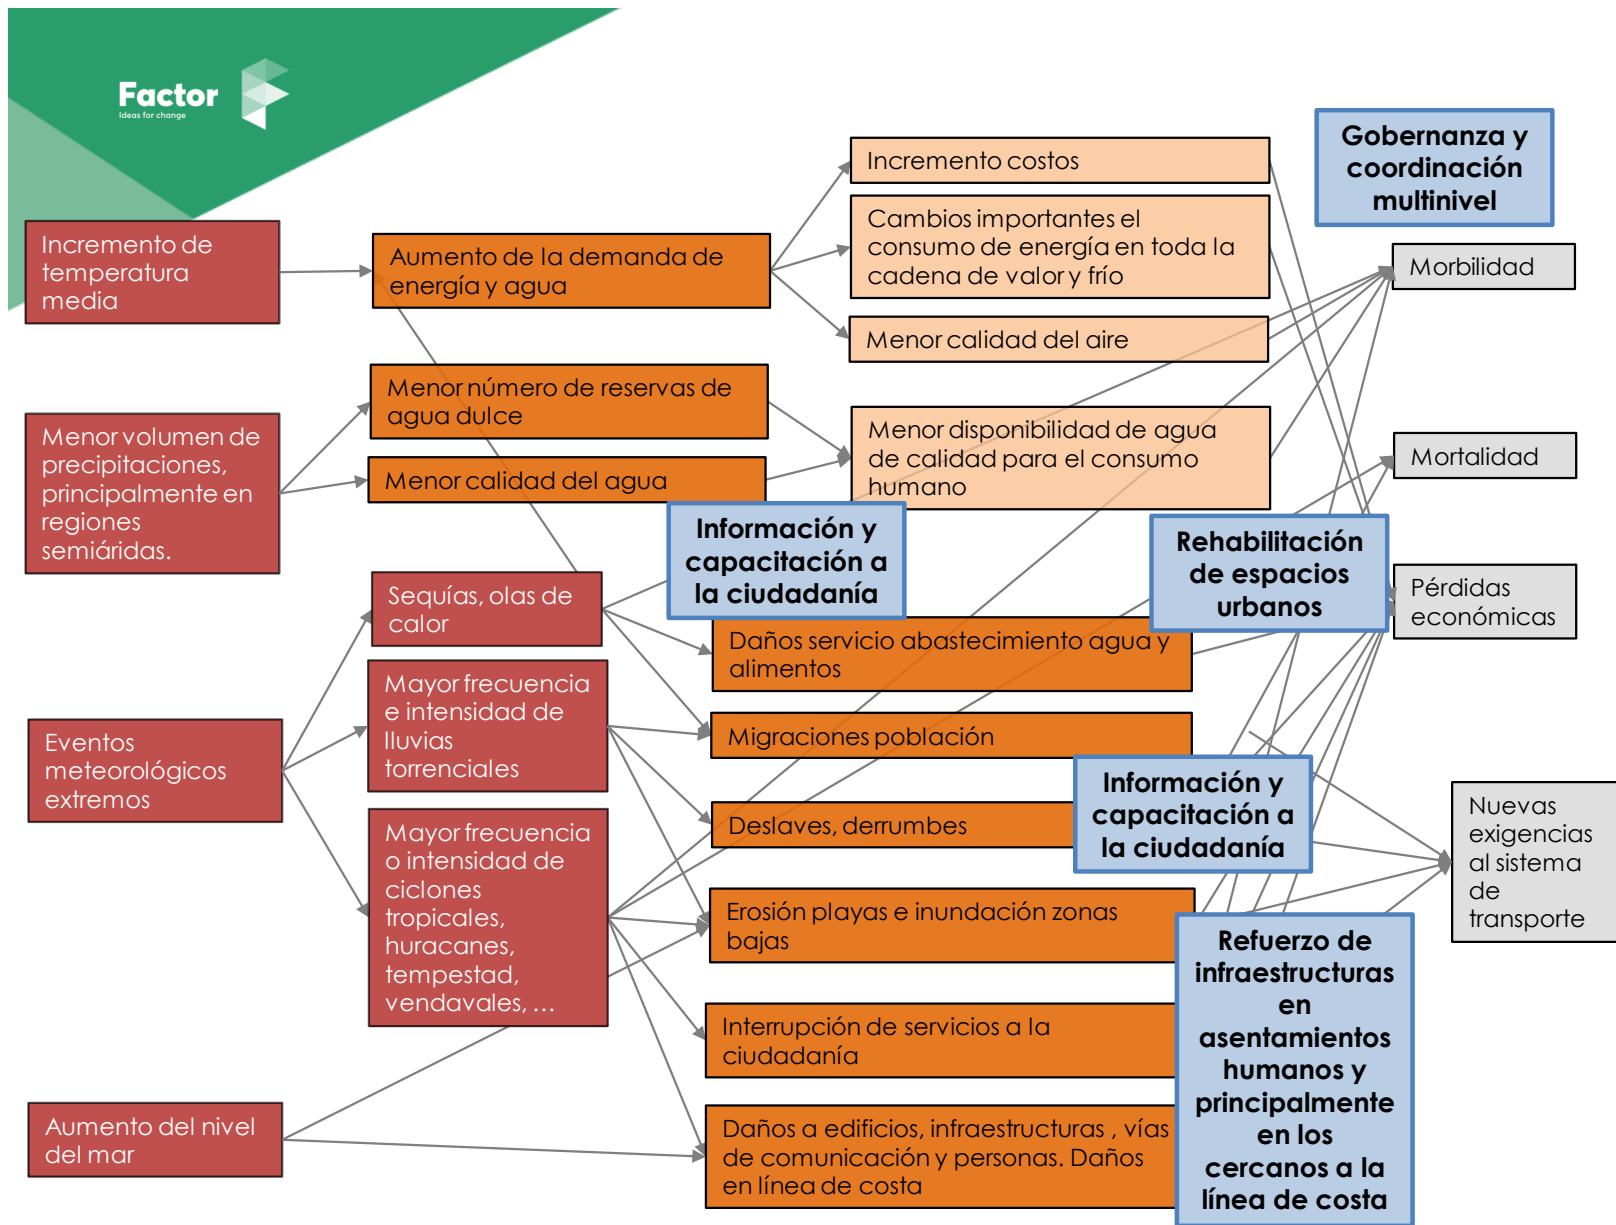 Factor
Ideas for change
Gobernanza y
coordinación
multinivel
Incremento costos
Cambios importantes el
consumo de energía en toda la
cadena de valor y frío
Menor calidad del aire
Incremento de
temperatura
media
Aumento de la demanda de
energía y agua
Morbilidad
Menor número de reservas de
agua dulce
Menor volumen de
precipitaciones,
principalmente en
regiones
semiáridas.
Menor calidad del agua
Menor disponibilidad de agua
de calidad para el consumo
humano
Mortalidad
Información y
capacitación a
la ciudadanía
Rehabilitación
de espacios
urbanos
Sequías, olas de
calor
Pérdidas
económicas
Daños servicio abastecimiento agua y
alimentos
Mayor frecuencia
e intensidad de
lluvias
torrenciales
Migraciones población
Eventos
meteorológicos
extremos
Información y
capacitación a
la ciudadanía
Deslaves, derrumbes
Nuevas
exigencias
al sistema
de
transporte
Mayor frecuencia
o intensidad de
ciclones
tropicales,
huracanes,
tempestad,
vendavales, …
Erosión playas e inundación zonas
bajas
Refuerzo de
infraestructuras
en
asentamientos
humanos y
principalmente
en los
cercanos a la
línea de costa
Interrupción de servicios a la
ciudadanía
Aumento del nivel
del mar
Daños a edificios, infraestructuras , vías
de comunicación y personas. Daños
en línea de costa